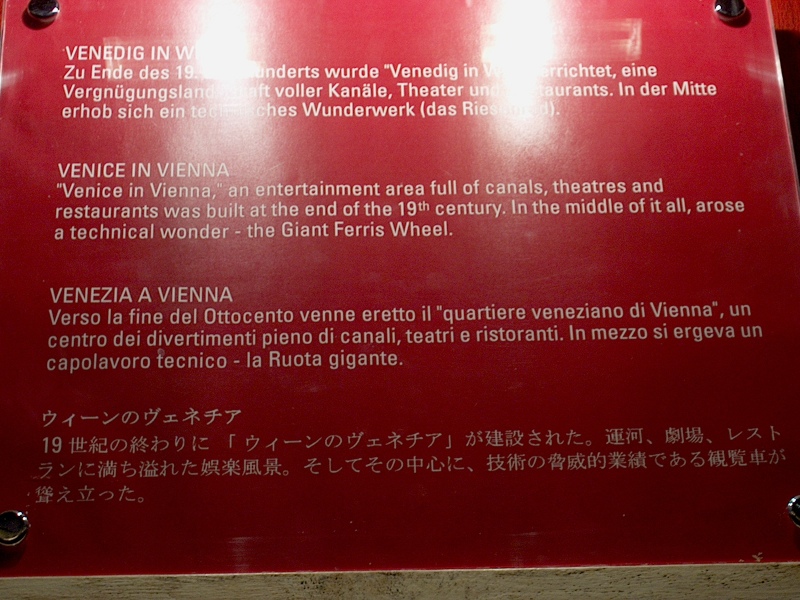 VENEDIG IN
Zu Ende des 19. wurde "Venedig in errichtet, eine
voller Kanäle, Theater und In der Mitte
erhob sich ein technisches Wunderwerk (das
VENICE IN VIENNA
"Venice in Vienna," an entertainment area full of canals, theatres and
restaurants was built at the end of the 19th century. In the middle of it all, arose
a technical wonder - the Giant Ferris Wheel.
VENEZIA A VIENNA
Verso la fine del Ottocento venne eretto il "quartiere veneziano di Vienna", un
centro dei divertimenti pieno di canali, teatri e ristoranti. In mezzo si ergeva un
capolavoro tecnico - la Ruota gigante.
ウィーンのヴェネチア
19 世紀の終わりに 「 ウィーンのヴェネチア」が建設された。運河、劇場、レスト
ランに満ち溢れた娯楽風景。そしてその中心に、技術の脅威的業績である観覧車が
聳え立った。